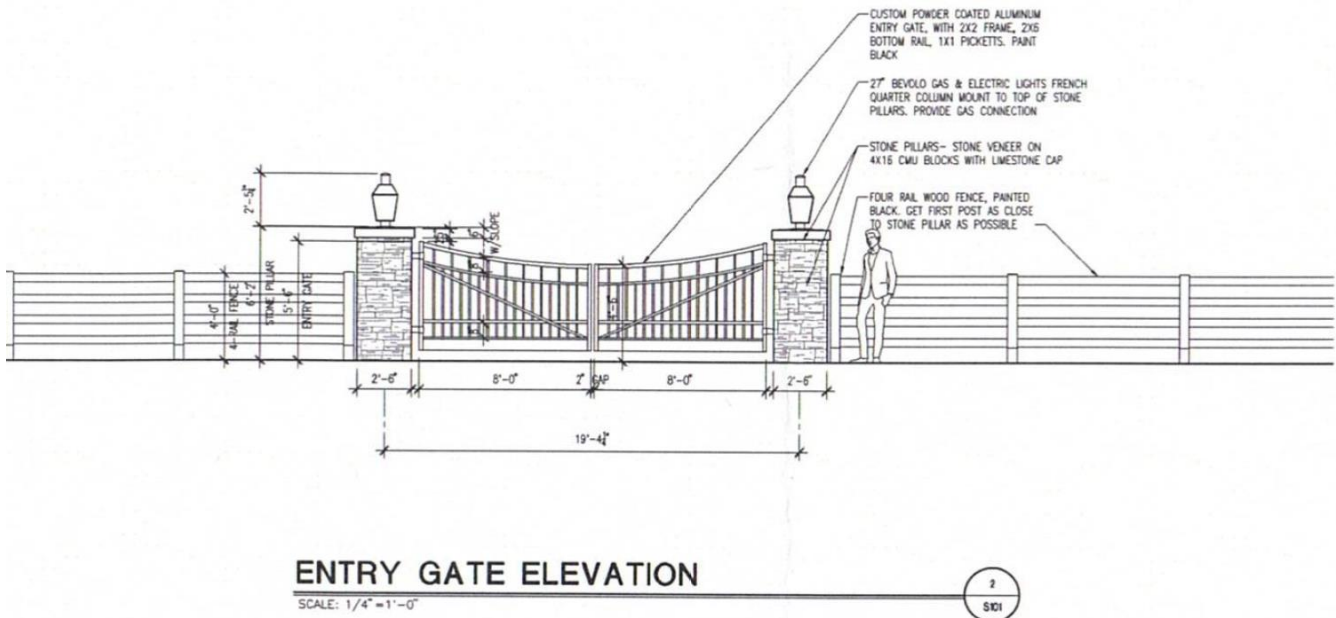 CUSTOM POWDER COATED ALUMINUM
ENTRY GATE, WITH 2X2 FRAME, 2X6
BOTTOM RAIL, 1X1 PICKETTS. PAINT
BLACK
27" BEVOLO GAS & ELECTRIC LIGHTS FRENCH
QUARTER COLUMN MOUNT TO TOP OF STONE
PILLARS. PROVIDE GAS CONNECTION
STONE PILLARS- STONE VENEER ON
4X16 CMU BLOCKS WITH LIMESTONE CAP
FOUR RAIL WOOD FENCE, PAINTED
BLACK. GET FIRST POST AS CLOSE
TO STONE PILLAR AS POSSIBLE
4'-0"
4-RAIL FENCE
6'-2"
STONE PILLAR
5'-6"
ENTRY GATE
6"
W/SLOPE
4'-6"
2'-6"
8'-0"
2" GAP
8'-0"
2'-6"
19'-4¾"
ENTRY GATE ELEVATION
SCALE: 1/4"=1'-0"
2
S101